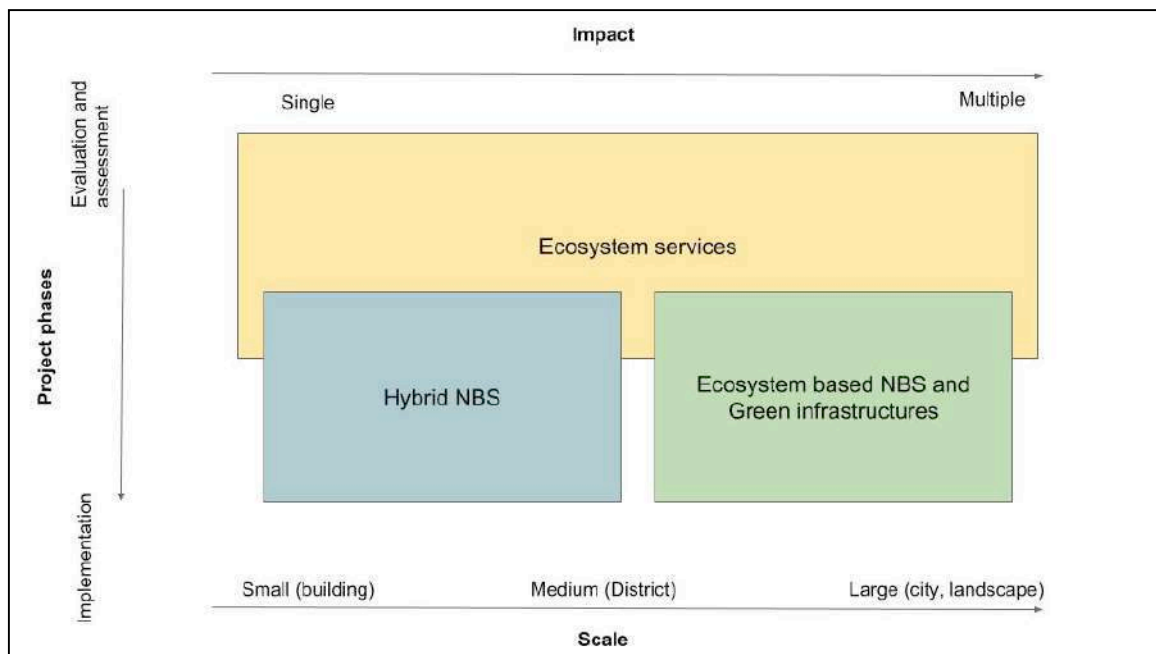 Impact
Single
Multiple
Evaluation and
assessment
Ecosystem services
Project phases
Hybrid NBS
Ecosystem based NBS and
Green infrastructures
Implementation
Small (building)
Medium (District)
Large (city, landscape)
Scale